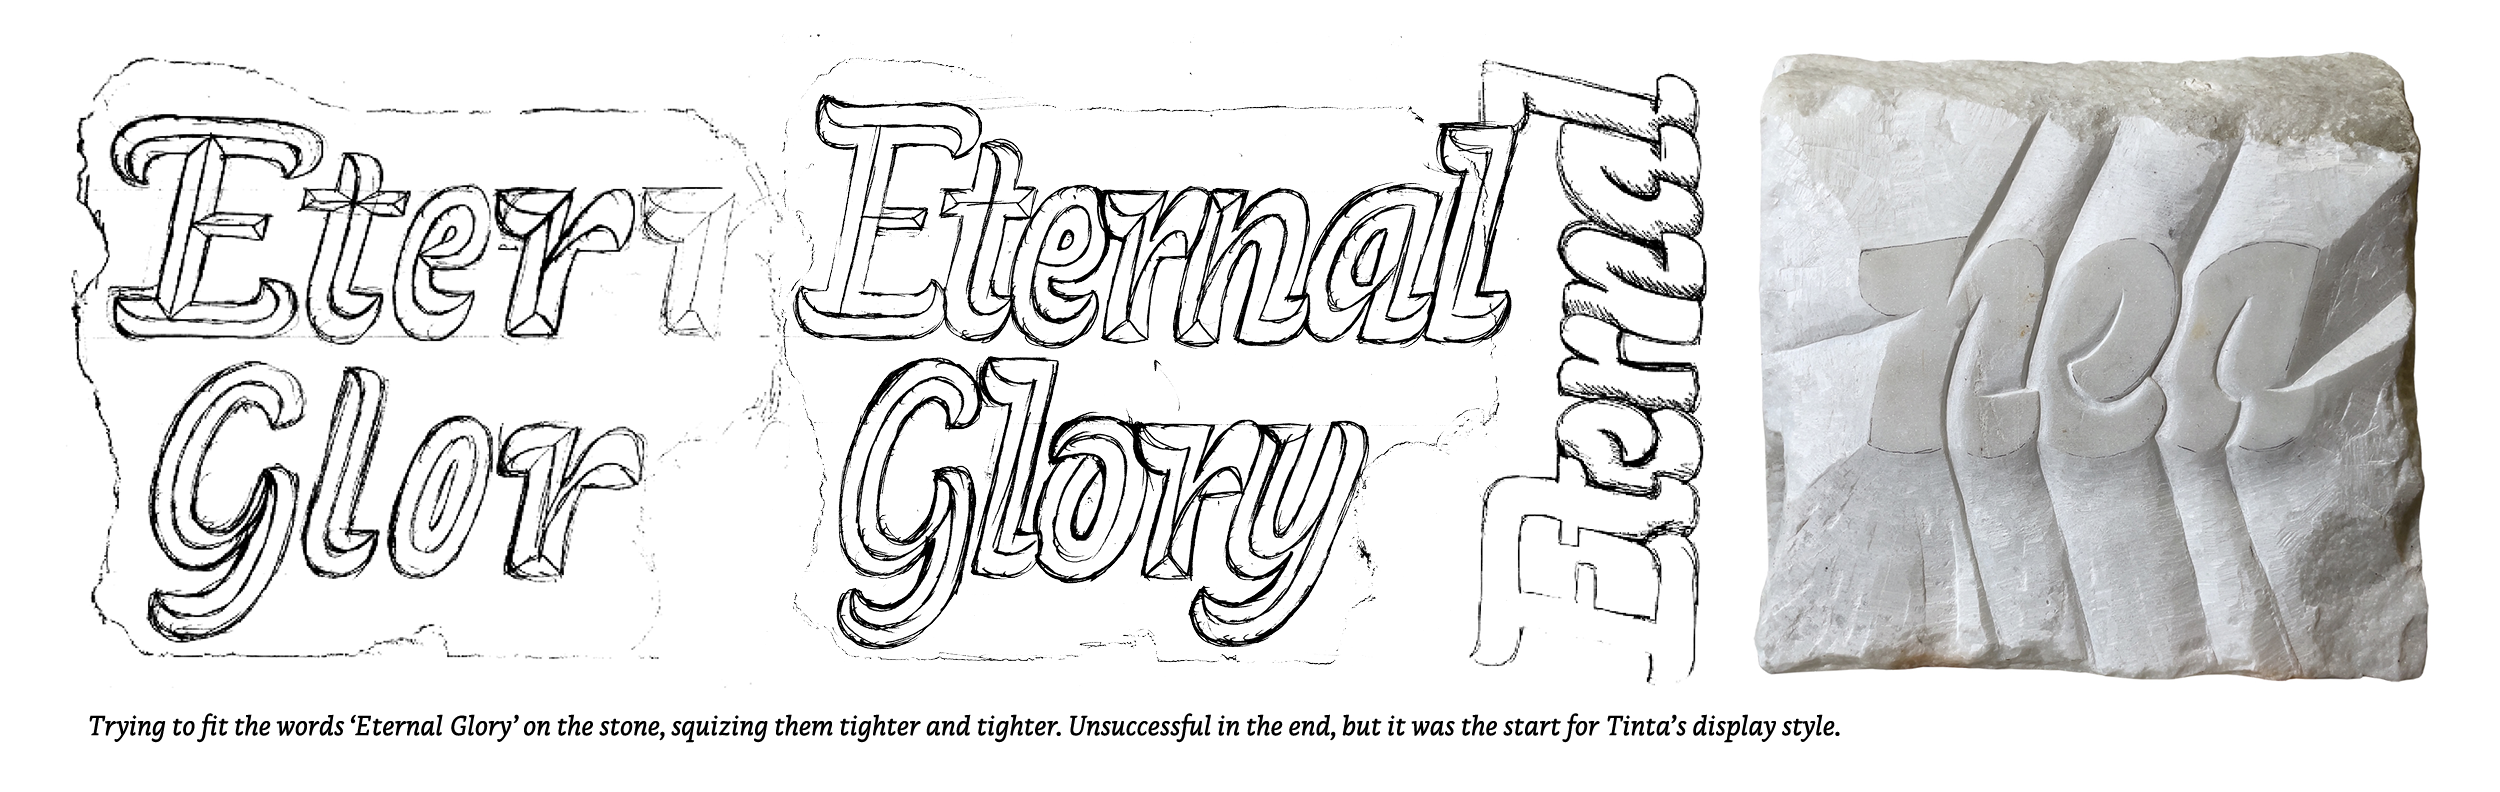 Eterr
Glor
Eternal
Glory
Eternal
Trying to fit the words ‘Eternal Glory’ on the stone, squizing them tighter and tighter. Unsuccessful in the end, but it was the start for Tinta’s display style.